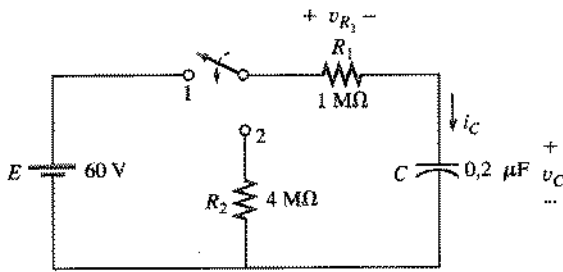 + v_{R_1} −
R_1
1 MΩ
1
i_C
2
E
60 V
R_2
4 MΩ
C
0,2 μF
+
v_C
...